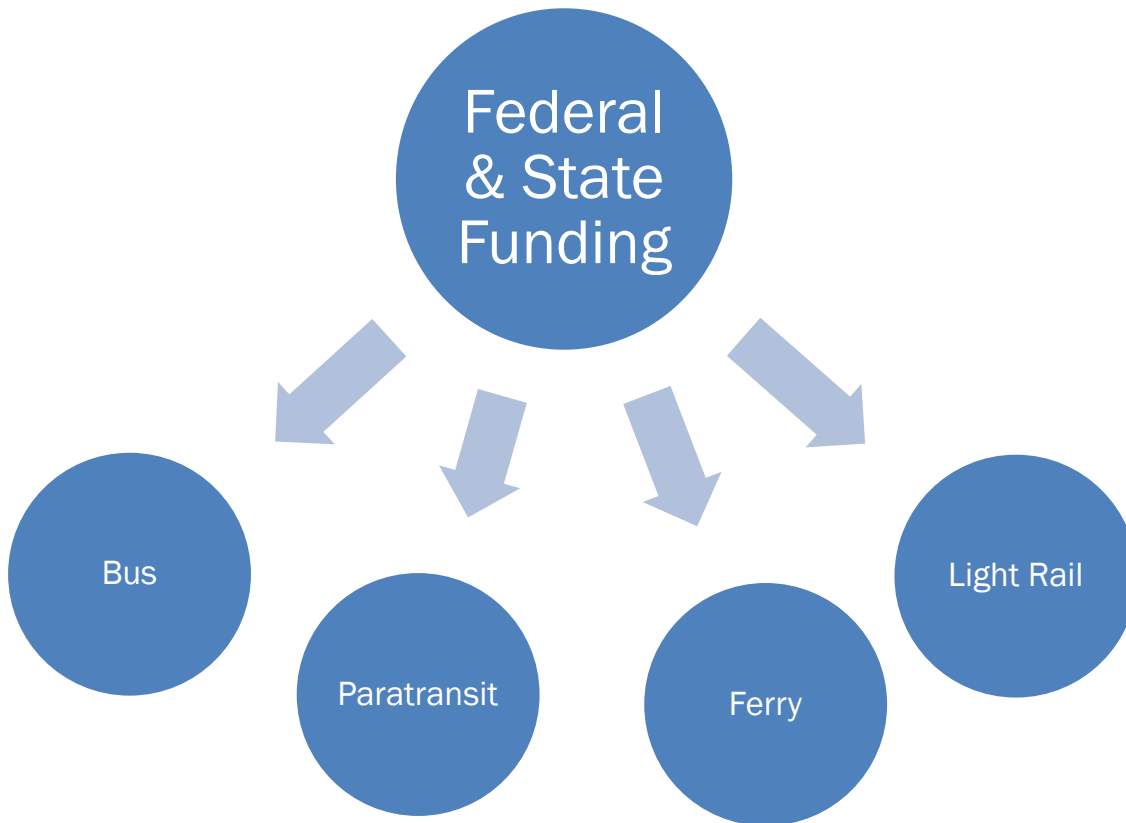 Federal
& State
Funding
Bus
Paratransit
Ferry
Light Rail